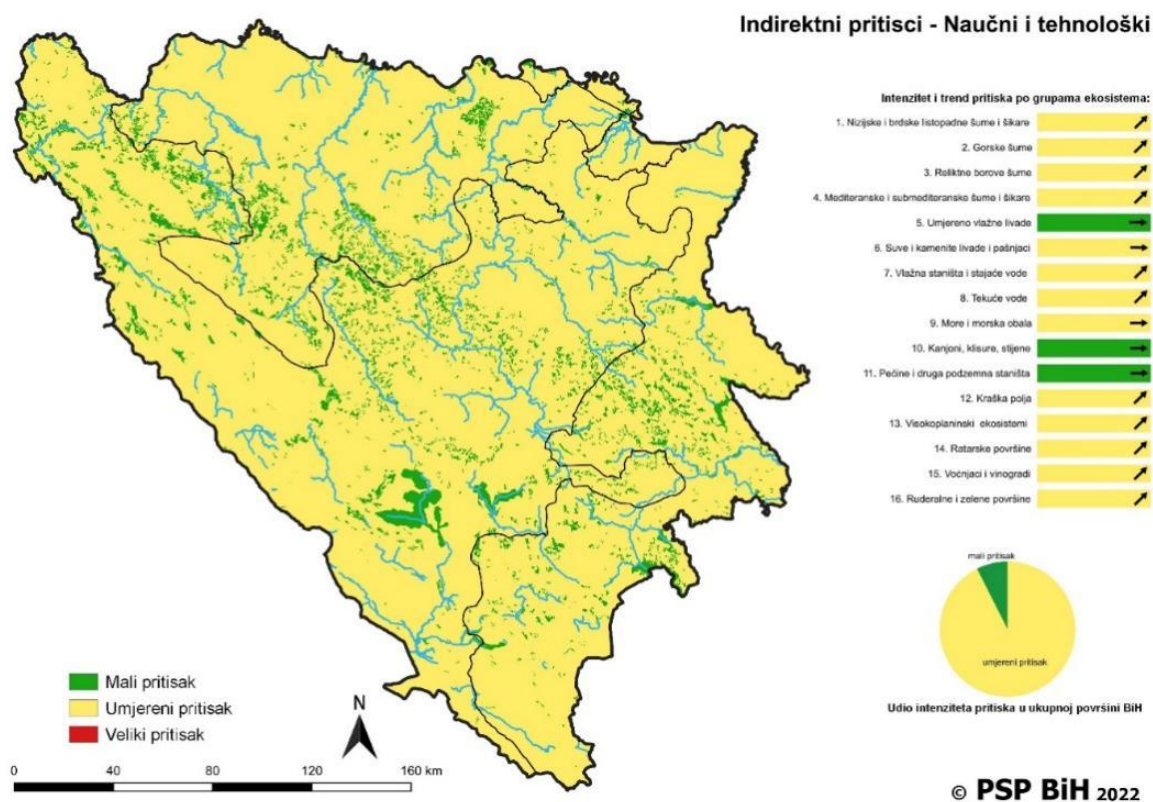 Indirektni pritisci - Naučni i tehnološki
Intenzitet i trend pritiska po grupama ekosistema:
1. Nizijske i brdske listopadne šume i šikare
2. Gorske šume
3. Reliktne borove šume
4. Mediteranske i submediteranske šume i šikare
5. Umjereno vlažne livade
6. Suve i kamenite livade i pašnjaci
7. Vlažna staništa i stajaće vode
8. Tekuće vode
9. More i morska obala
10. Kanjoni, klisure, stijene
11. Pećine i druga podzemna staništa
12. Kraška polja
13. Visokoplaninski ekosistemi
14. Ratarske površine
15. Voćnjaci i vinogradi
16. Ruderalne i zelene površine
mali pritisak
umjereni pritisak
Udio intenziteta pritiska u ukupnoj površini BiH
Mali pritisak
Umjereni pritisak
Veliki pritisak
N
0 40 80 120 160 km
© PSP BiH 2022